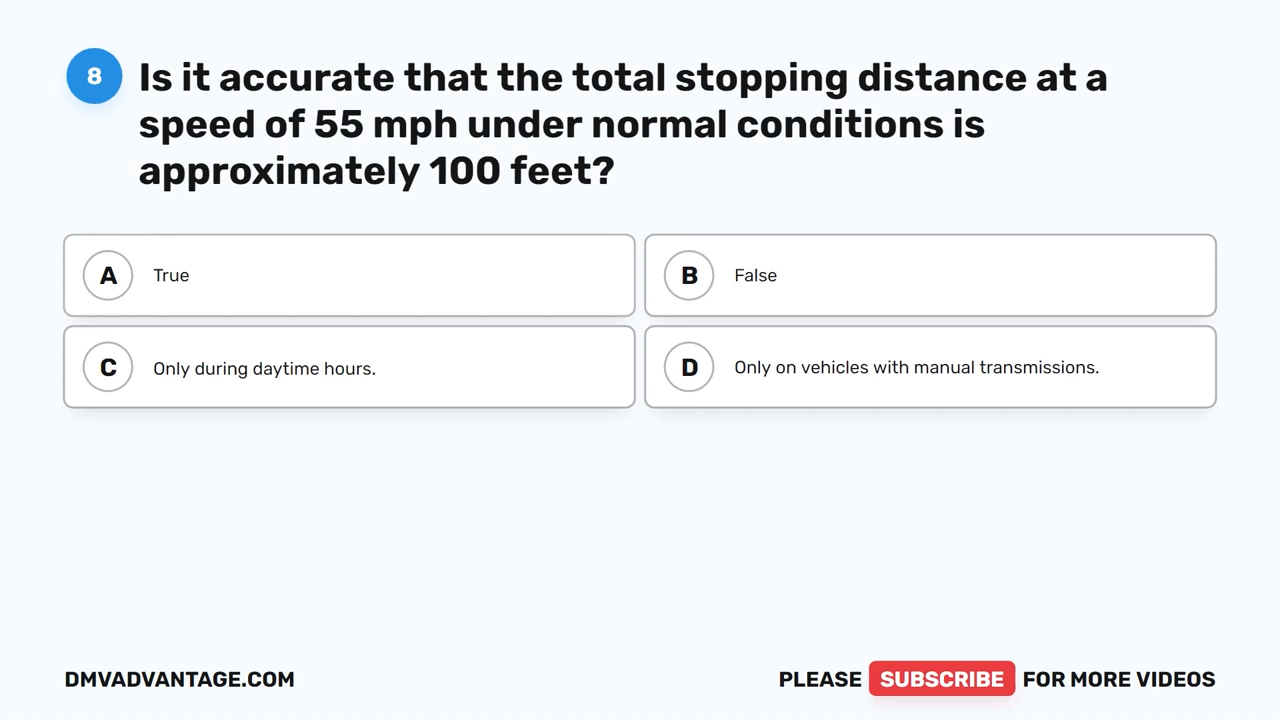 8
Is it accurate that the total stopping distance at a
speed of 55 mph under normal conditions is
approximately 100 feet?
A True
B False
C Only during daytime hours.
D Only on vehicles with manual transmissions.
DMVADVANTAGE.COM
PLEASE SUBSCRIBE FOR MORE VIDEOS